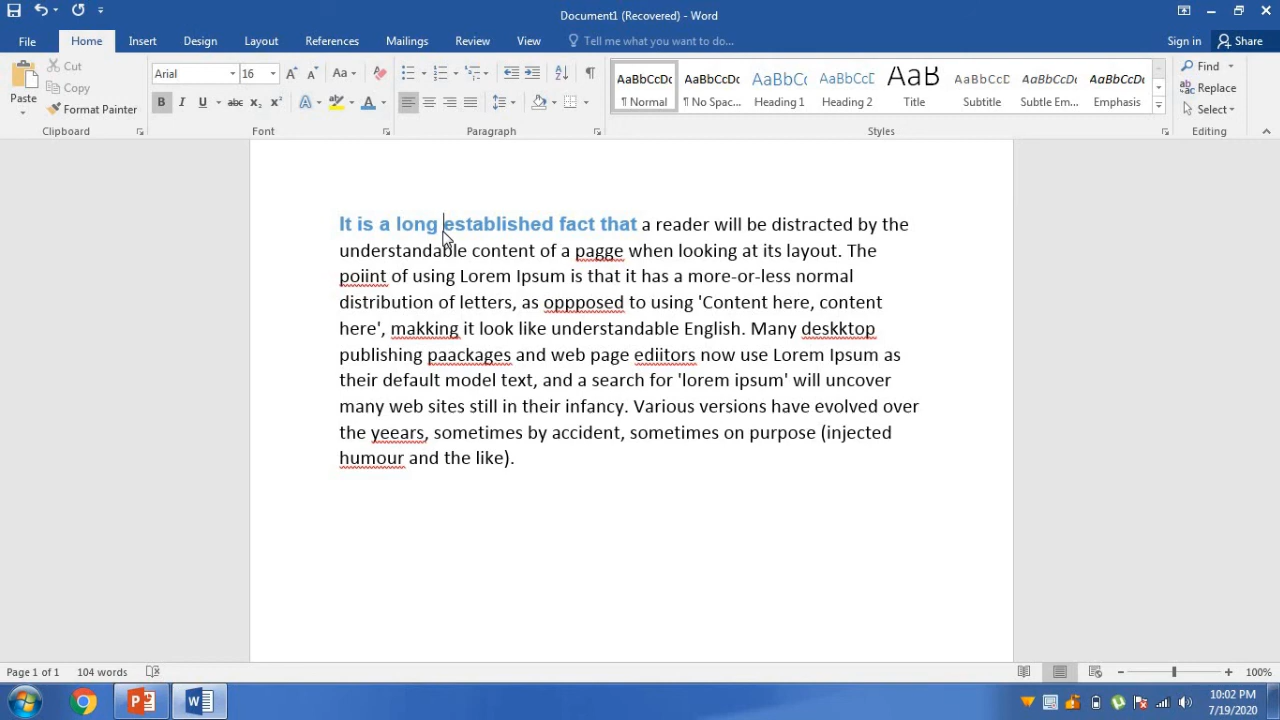 Document1 (Recovered) - Word
File Home Insert Design Layout References Mailings Review View Tell me what you want to do... Sign in Share
Paste Cut Copy Format Painter Clipboard
Arial 16 Aa B I U abc x₂ x² A A Font
Paragraph
AaBbCcDc ¶ Normal AaBbCcDc ¶ No Spac... AaBbCc Heading 1 AaBbCcD Heading 2 AaB Title AaBbCcD Subtitle AaBbCcDc Subtle Em... AaBbCcDc Emphasis Styles
Find Replace Select Editing
It is a long established fact that a reader will be distracted by the
understandable content of a pagge when looking at its layout. The
poiint of using Lorem Ipsum is that it has a more-or-less normal
distribution of letters, as oppposed to using 'Content here, content
here', makking it look like understandable English. Many deskktop
publishing paackages and web page ediitors now use Lorem Ipsum as
their default model text, and a search for 'lorem ipsum' will uncover
many web sites still in their infancy. Various versions have evolved over
the yeears, sometimes by accident, sometimes on purpose (injected
humour and the like).
Page 1 of 1 104 words 100%
10:02 PM
7/19/2020